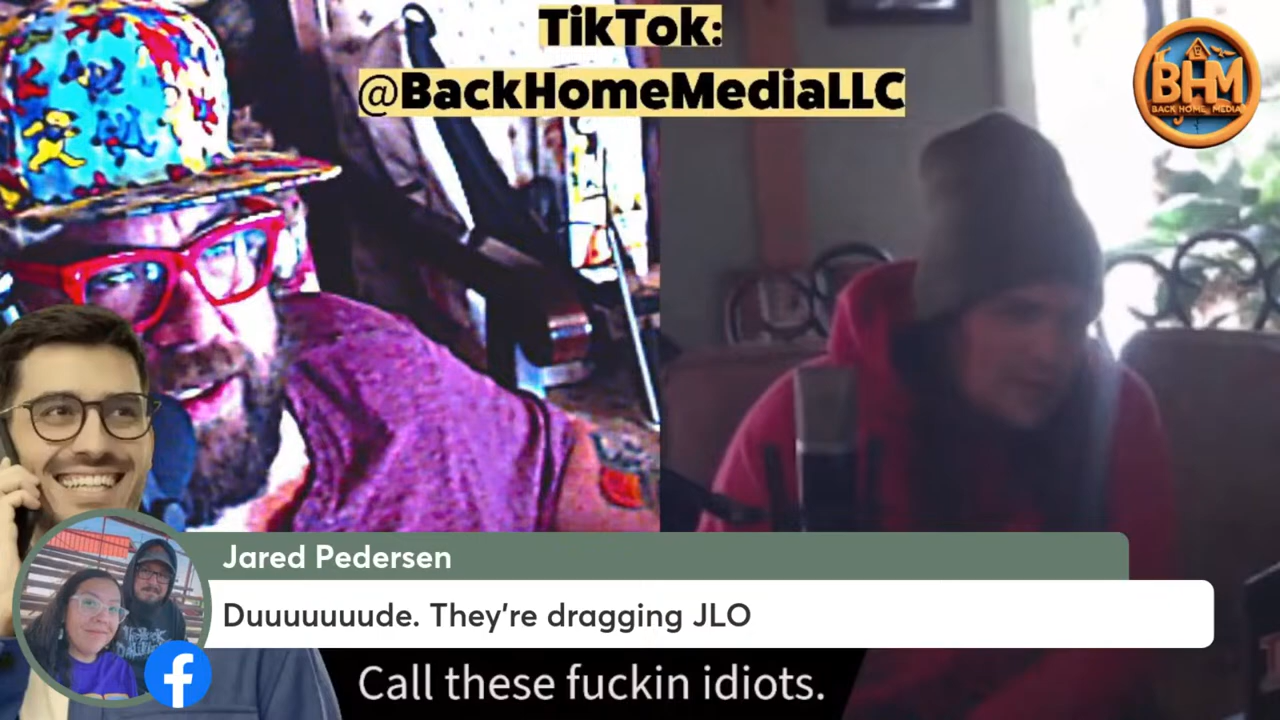 TikTok:
@BackHomeMediaLLC
BHM
BACK HOME MEDIA
Jared Pedersen
Duuuuuuude. They're dragging JLO
Call these fuckin idiots.